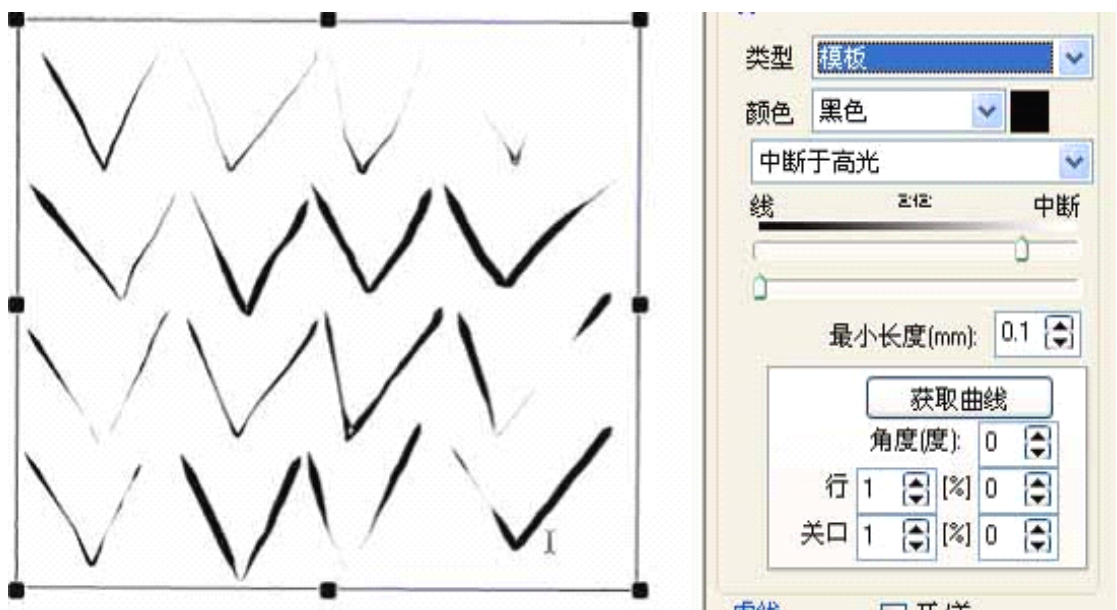 类型 模板
颜色 黑色
中断于高光
线 中断
最小长度(mm): 0.1
获取曲线
角度(度): 0
行 1 [%] 0
关口 1 [%] 0